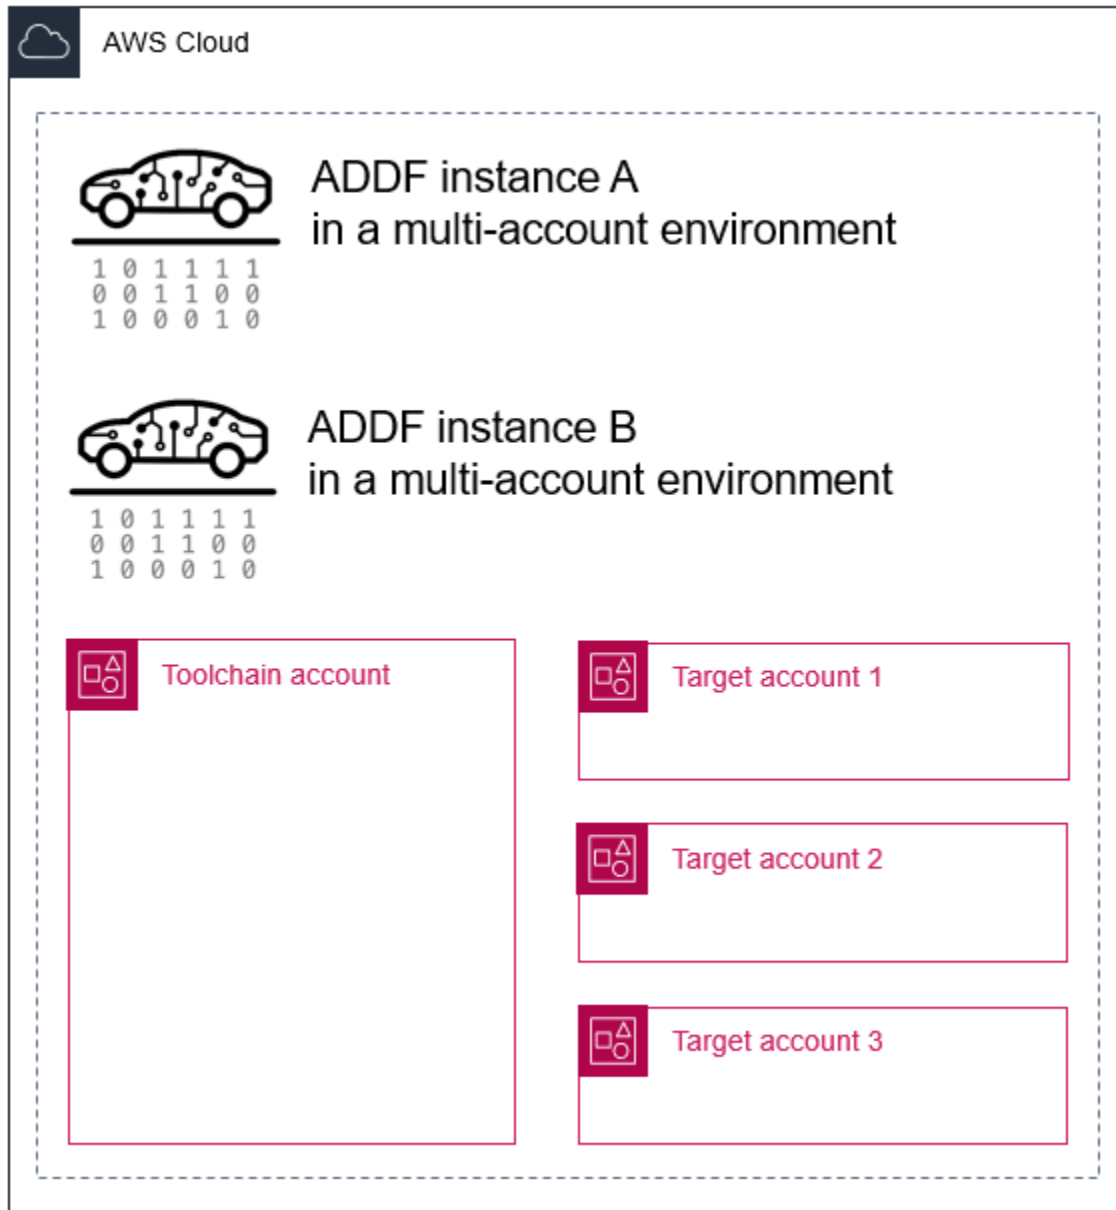 AWS Cloud
ADDF instance A
in a multi-account environment
1 0 1 1 1 1
0 0 1 1 0 0
1 0 0 0 1 0
ADDF instance B
in a multi-account environment
1 0 1 1 1 1
0 0 1 1 0 0
1 0 0 0 1 0
Toolchain account
Target account 1
Target account 2
Target account 3